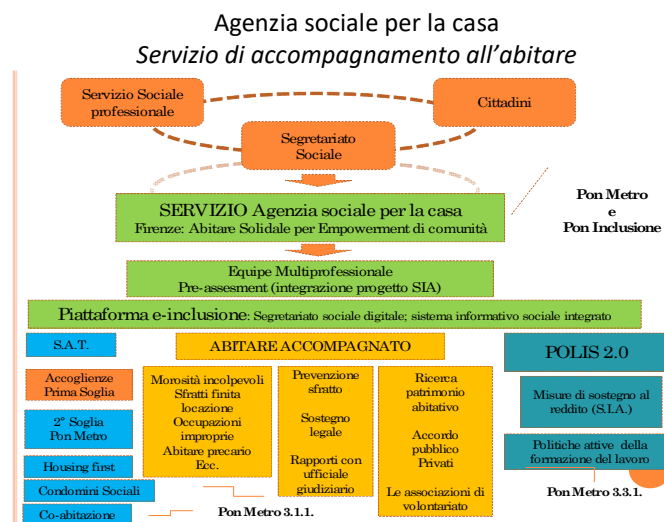 Agenzia sociale per la casa
Servizio di accompagnamento all'abitare
Servizio Sociale
professionale
Cittadini
Segretariato
Sociale
SERVIZIO Agenzia sociale per la casa
Firenze: Abitare Solidale per Empowerment di comunità
Pon Metro
e
Pon Inclusione
Equipe Multiprofessionale
Pre-assesment (integrazione progetto SIA)
Piattaforma e-inclusione: Segretariato sociale digitale; sistema informativo sociale integrato
S.A.T.
ABITARE ACCOMPAGNATO
POLIS 2.0
Accoglienze
Prima Soglia
2° Soglia
Pon Metro
Housing first
Condomini Sociali
Co-abitazione
Morosità incolpevoli
Sfratti finita
locazione
Occupazioni
improprie
Abitare precario
Ecc.
Prevenzione
sfratto
Sostegno
legale
Rapporti con
ufficiale
giudiziario
Ricerca
patrimonio
abitativo
Accordo
pubblico
Privati
Le associazioni di
volontariato
Misure di sostegno al
reddito (S.I.A.)
Politiche attive della
formazione del lavoro
Pon Metro 3.1.1.
Pon Metro 3.3.1.